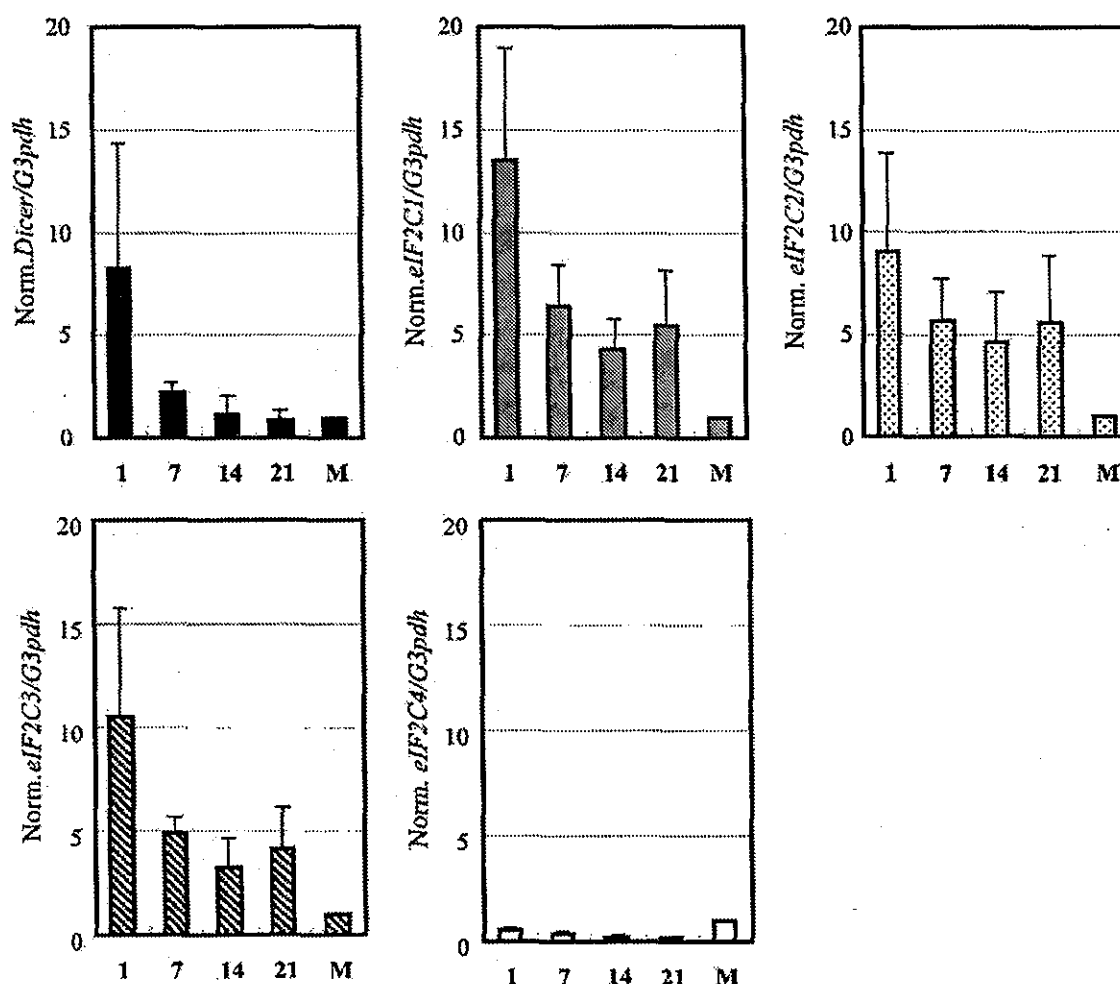 Norm.Dicer/G3pdh
20
15
10
5
0
1 7 14 21 M
Norm.eIF2C1/G3pdh
20
15
10
5
0
1 7 14 21 M
Norm. eIF2C2/G3pdh
20
15
10
5
0
1 7 14 21 M
Norm.eIF2C3/G3pdh
20
15
10
5
0
1 7 14 21 M
Norm. eIF2C4/G3pdh
20
15
10
5
0
1 7 14 21 M